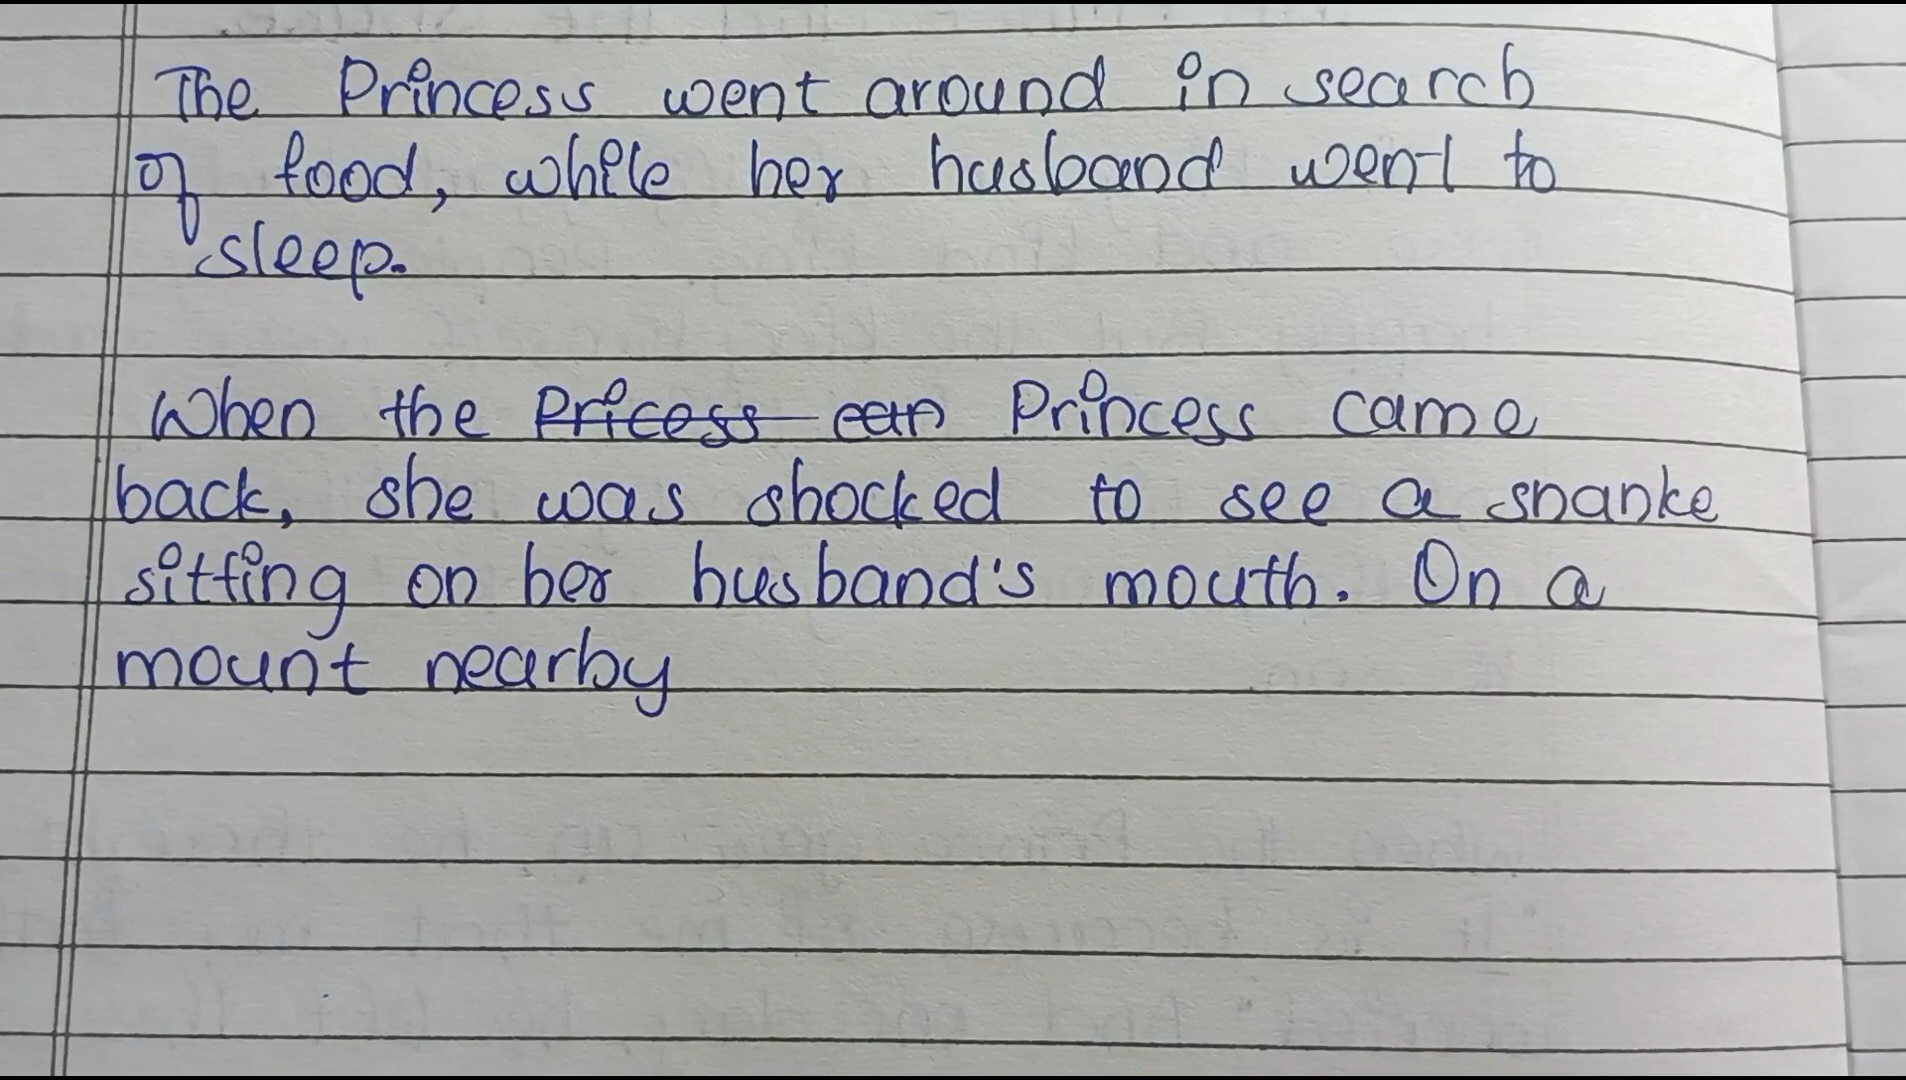 The Princess went around in search
of food, while her husband went to
sleep.
When the Pricess can Princess came
back, she was shocked to see a snanke
sitting on her husband's mouth. On a
mount nearby